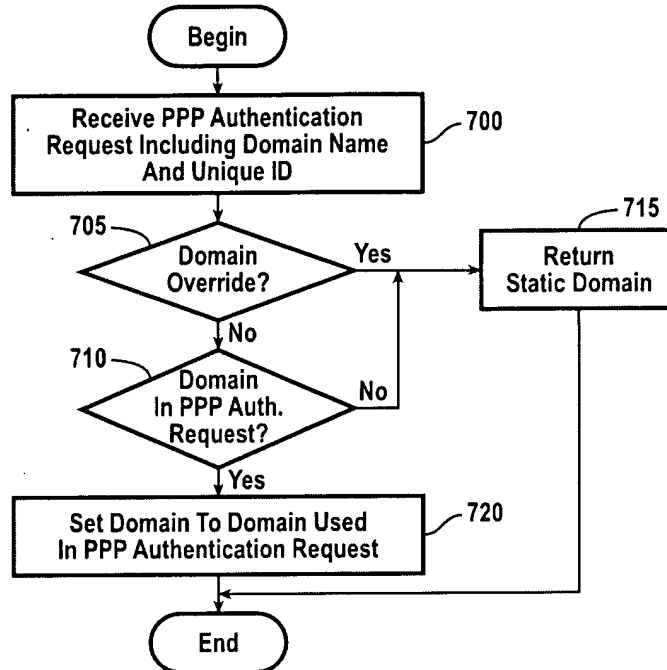 Begin
Receive PPP Authentication
Request Including Domain Name
And Unique ID
700
705
Domain
Override?
Yes
715
Return
Static Domain
No
710
Domain
In PPP Auth.
Request?
No
Yes
Set Domain To Domain Used
In PPP Authentication Request
720
End